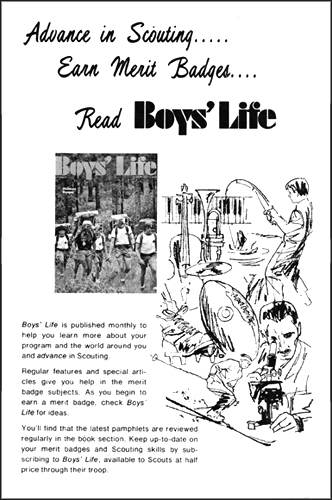 Advance in Scouting.....
Earn Merit Badges....
Read Boys' Life
Boys' Life
Boys' Life is published monthly to
help you learn more about your
program and the world around you
and advance in Scouting.
Regular features and special arti-
cles give you help in the merit
badge subjects. As you begin to
earn a merit badge, check Boys'
Life for ideas.
You'll find that the latest pamphlets are reviewed
regularly in the book section. Keep up-to-date on
your merit badges and Scouting skills by sub-
scribing to Boys' Life, available to Scouts at half
price through their troop.